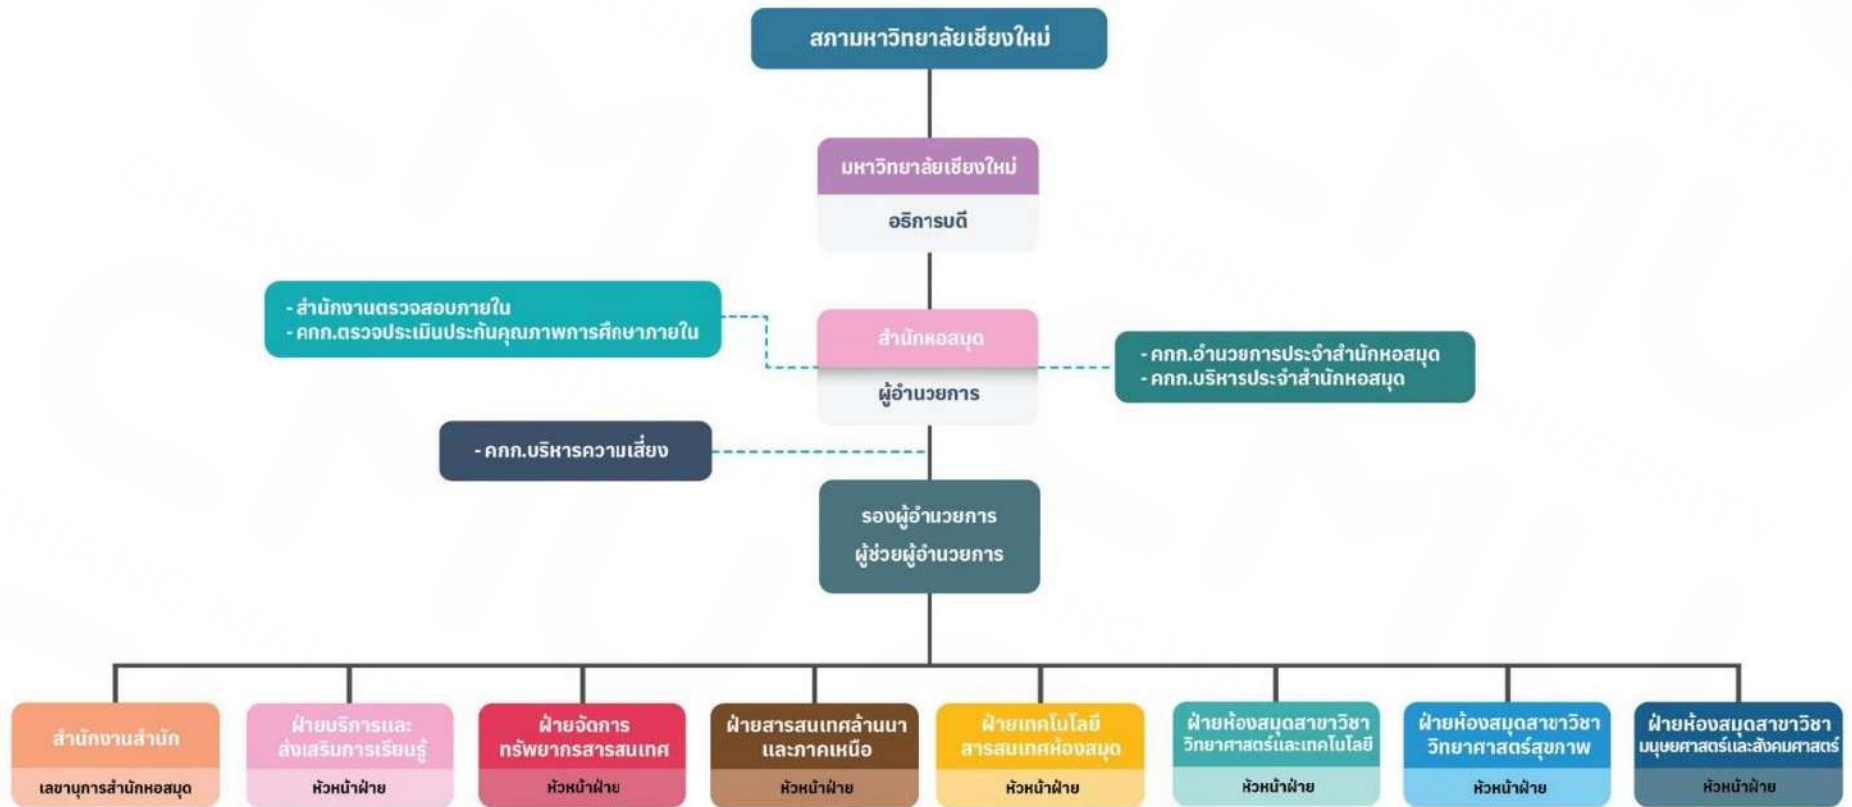 สภามหาวิทยาลัยเชียงใหม่
มหาวิทยาลัยเชียงใหม่
อธิการบดี
- สำนักงานตรวจสอบภายใน
- คกก.ตรวจประเมินประกันคุณภาพการศึกษาภายใน
สำนักหอสมุด
ผู้อำนวยการ
- คกก.อำนวยการประจำสำนักหอสมุด
- คกก.บริหารประจำสำนักหอสมุด
- คกก.บริหารความเสี่ยง
รองผู้อำนวยการ
ผู้ช่วยผู้อำนวยการ
สำนักงานสำนัก
เลขานุการสำนักหอสมุด
ฝ่ายบริการและ
ส่งเสริมการเรียนรู้
หัวหน้าฝ่าย
ฝ่ายจัดการ
ทรัพยากรสารสนเทศ
หัวหน้าฝ่าย
ฝ่ายสารสนเทศล้านนา
และภาคเหนือ
หัวหน้าฝ่าย
ฝ่ายเทคโนโลยี
สารสนเทศห้องสมุด
หัวหน้าฝ่าย
ฝ่ายห้องสมุดสาขาวิชา
วิทยาศาสตร์และเทคโนโลยี
หัวหน้าฝ่าย
ฝ่ายห้องสมุดสาขาวิชา
วิทยาศาสตร์สุขภาพ
หัวหน้าฝ่าย
ฝ่ายห้องสมุดสาขาวิชา
มนุษยศาสตร์และสังคมศาสตร์
หัวหน้าฝ่าย